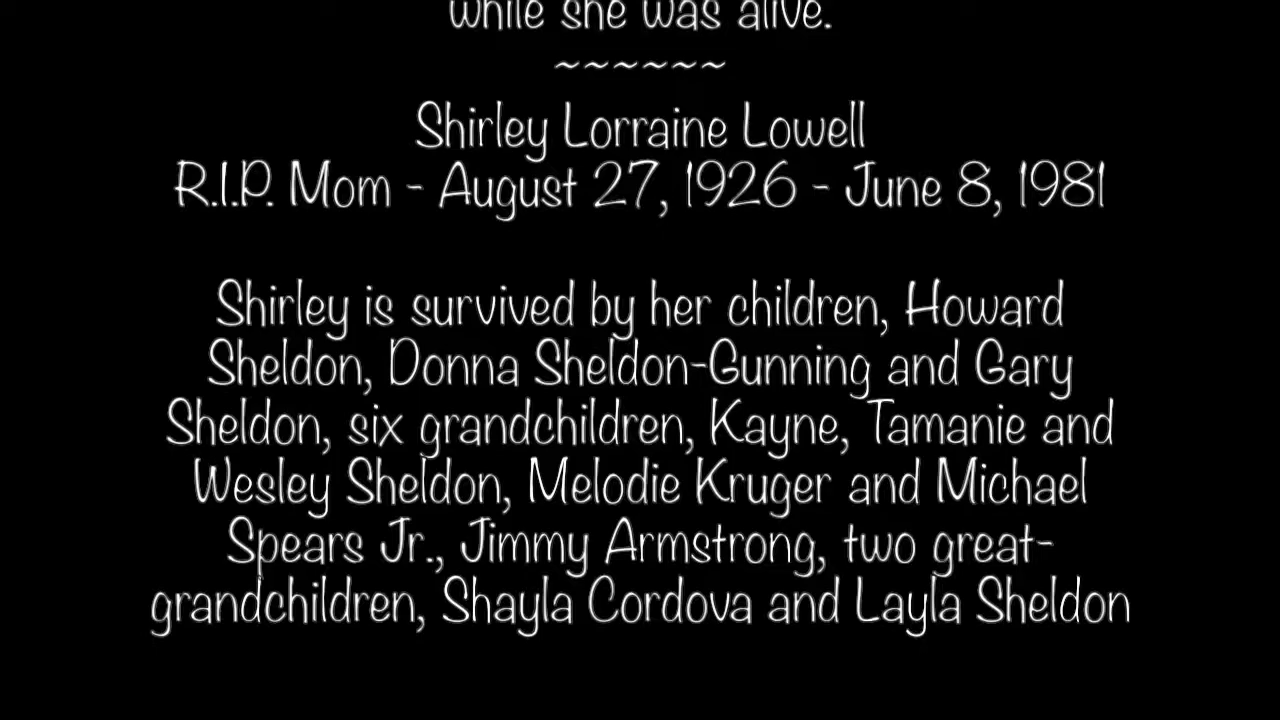 while she was alive.
~~~~~~
Shirley Lorraine Lowell
R.I.P. Mom - August 27, 1926 - June 8, 1981
Shirley is survived by her children, Howard
Sheldon, Donna Sheldon-Gunning and Gary
Sheldon, six grandchildren, Kayne, Tamanie and
Wesley Sheldon, Melodie Kruger and Michael
Spears Jr., Jimmy Armstrong, two great-
grandchildren, Shayla Cordova and Layla Sheldon